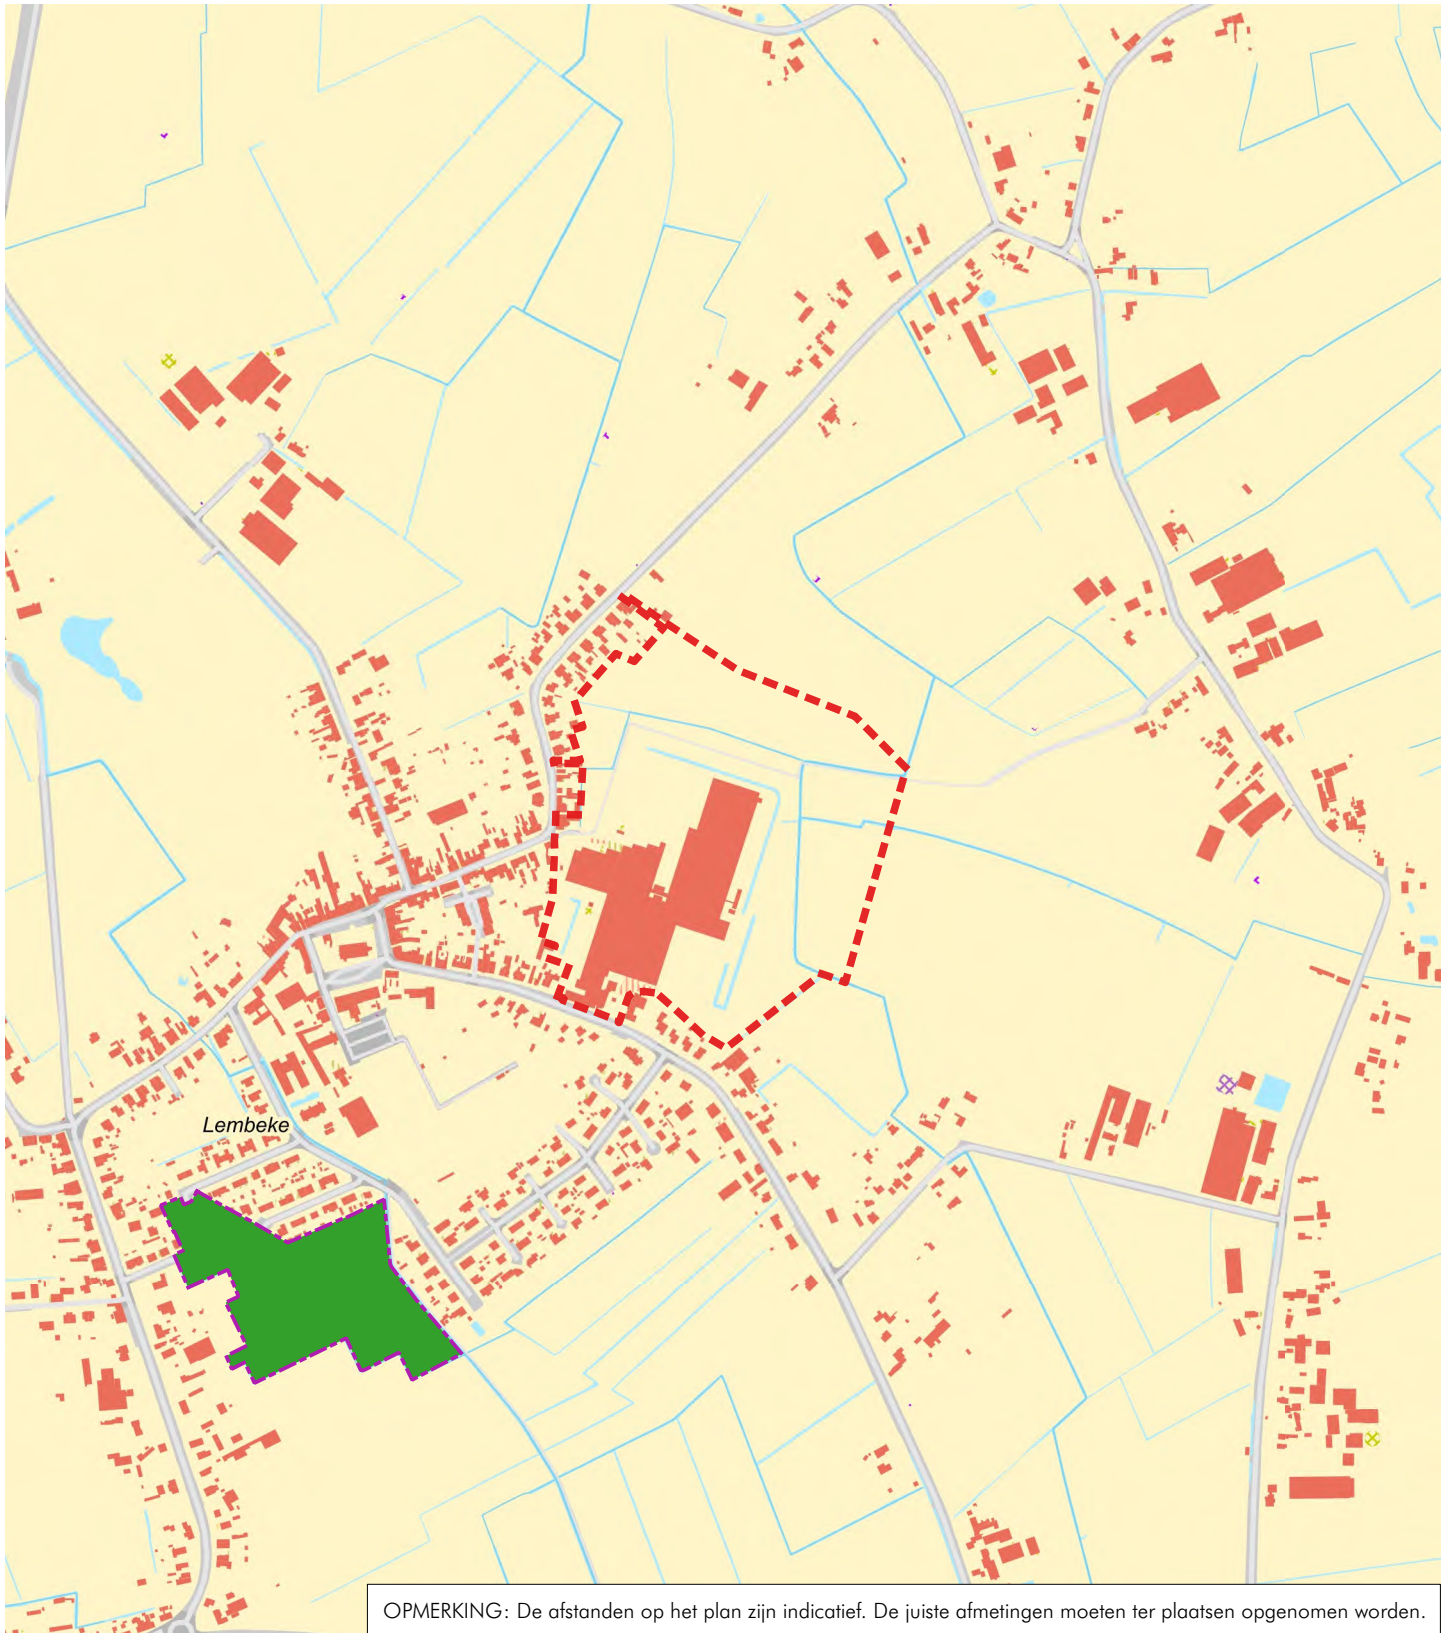 Lembeke
OPMERKING: De afstanden op het plan zijn indicatief. De juiste afmetingen moeten ter plaatsen opgenomen worden.